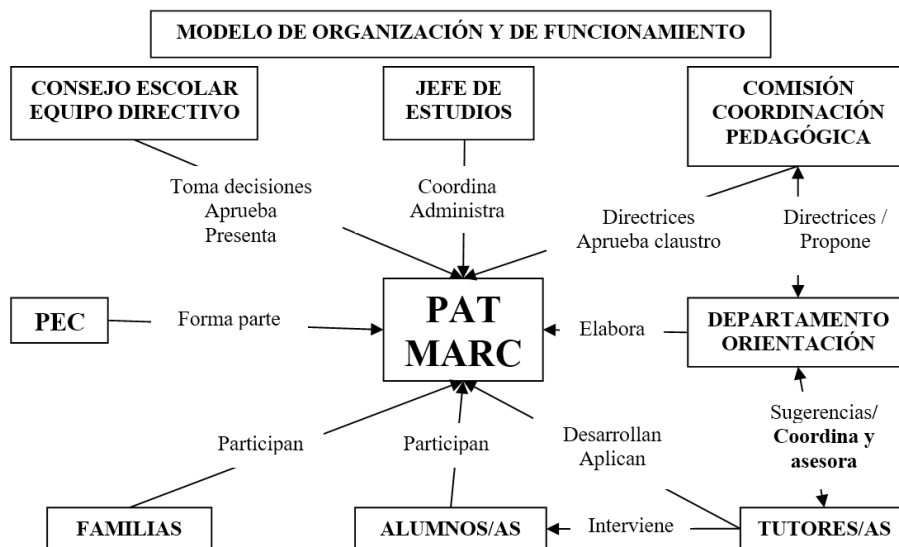 MODELO DE ORGANIZACIÓN Y DE FUNCIONAMIENTO
CONSEJO ESCOLAR
EQUIPO DIRECTIVO
JEFE DE
ESTUDIOS
COMISIÓN
COORDINACIÓN
PEDAGÓGICA
Toma decisiones
Aprueba
Presenta
Coordina
Administra
Directrices
Aprueba claustro
Directrices /
Propone
PEC
Forma parte
PAT
MARC
Elabora
DEPARTAMENTO
ORIENTACIÓN
Participan
Participan
Desarrollan
Aplican
Sugerencias/
Coordina y
asesora
FAMILIAS
ALUMNOS/AS
Interviene
TUTORES/AS